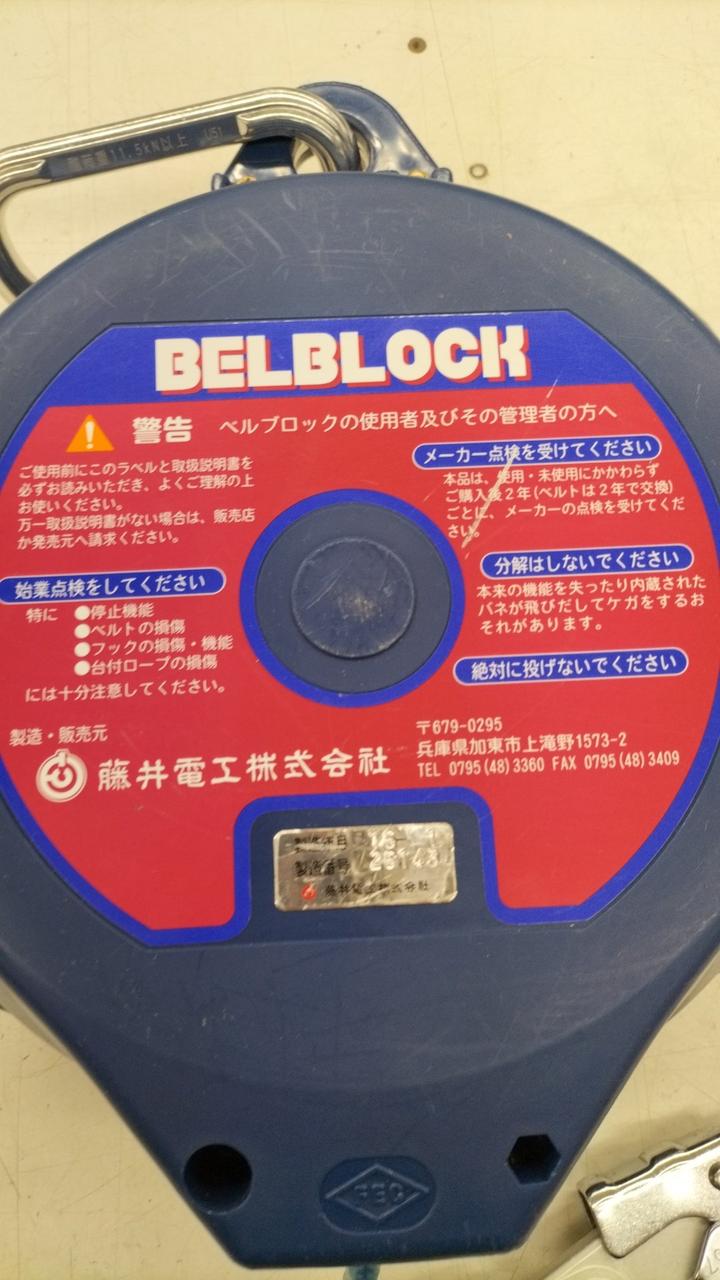 11.5kN以上
BELBLOCK
警告 ベルブロックの使用者及びその管理者の方へ
ご使用前にこのラベルと取扱説明書を
必ずお読みいただき、よくご理解の上
お使いください。
万一取扱説明書がない場合は、販売店
か発売元へ請求ください。
始業点検をしてください
特に ●停止機能
●ベルトの損傷
●フックの損傷・機能
●台付ロープの損傷
には十分注意してください。
メーカー点検を受けてください
本品は、使用・未使用にかかわらず
ご購入後2年(ベルトは2年で交換)
ごとに、メーカーの点検を受けてくだ
さい。
分解はしないでください
本来の機能を失ったり内蔵された
バネが飛びだしてケガをするお
それがあります。
絶対に投げないでください
製造・販売元
藤井電工株式会社
〒679-0295
兵庫県加東市上滝野1573-2
TEL 0795(48)3360 FAX 0795(48)3409
製造年月
製造番号
藤井電工株式会社
FEC